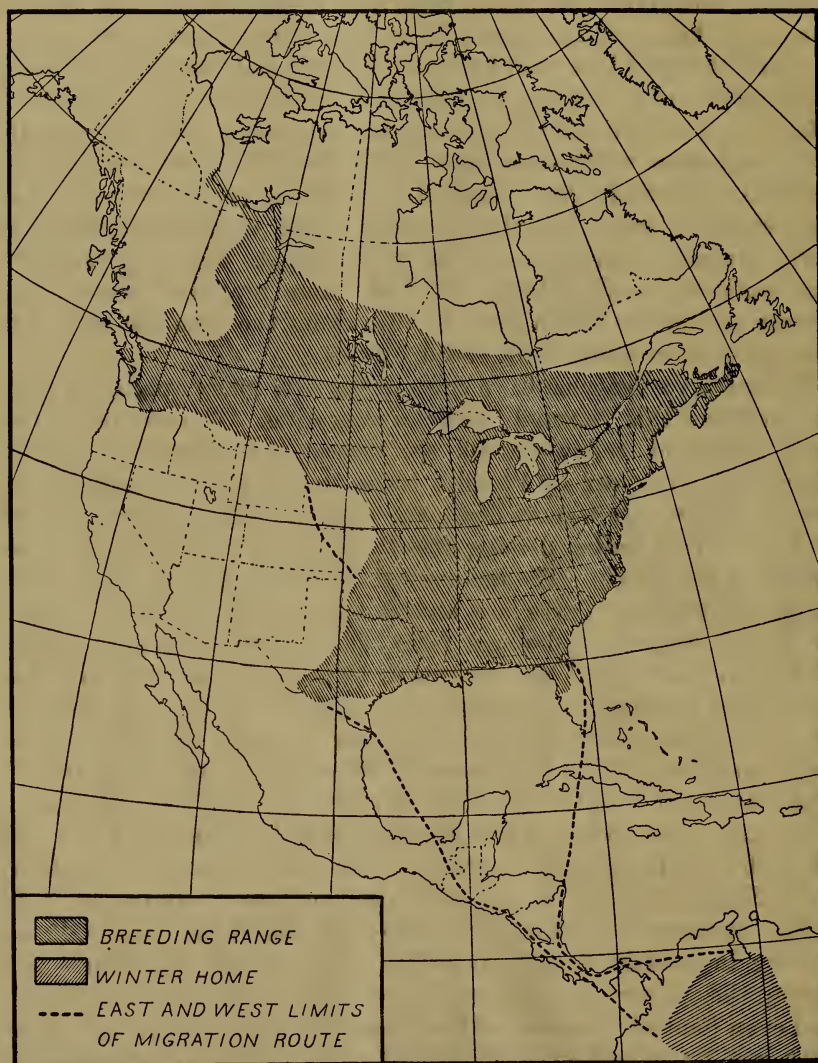 BREEDING RANGE
WINTER HOME
EAST AND WEST LIMITS
OF MIGRATION ROUTE